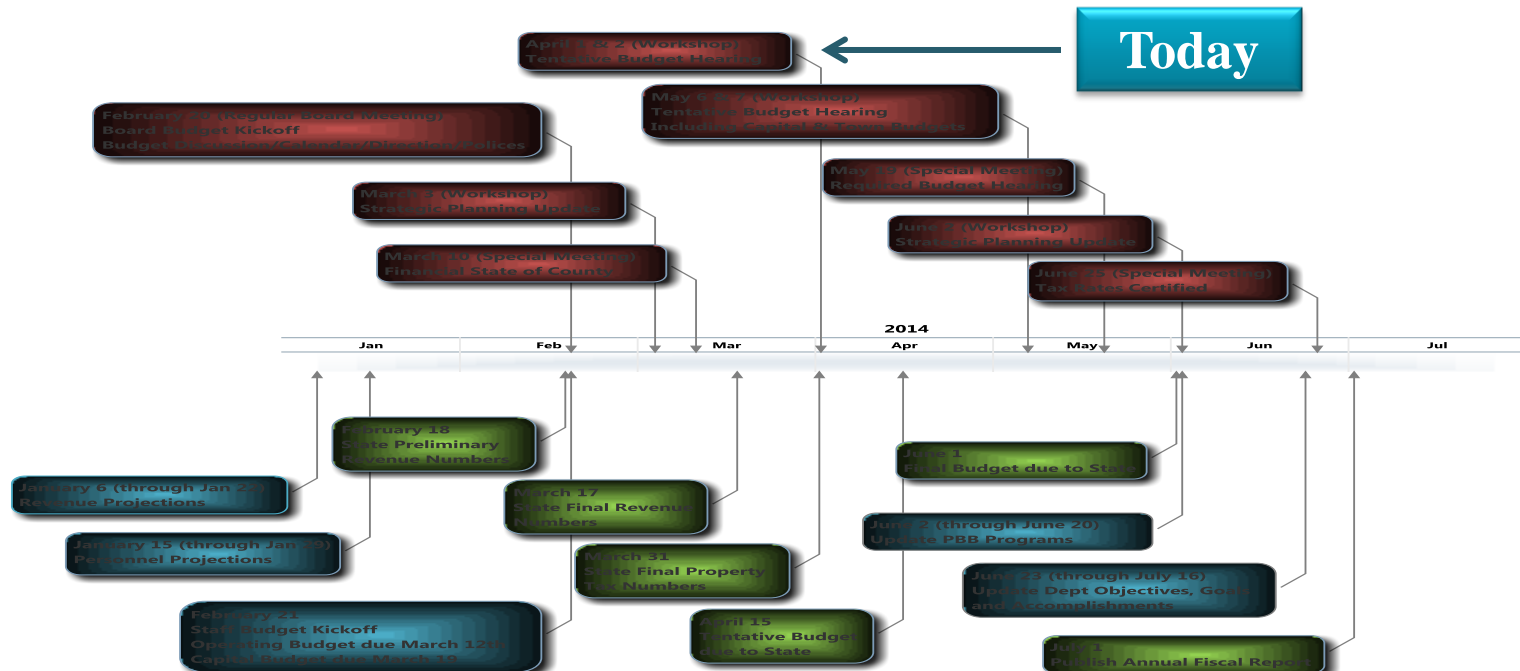 Today
April 1 & 2 (Workshop)
Tentative Budget Hearing
May 6 & 7 (Workshop)
Tentative Budget Hearing
Including Capital & Town Budgets
February (Regular Board Meeting)
Board Budget Kickoff
Budget Discussion/Calendar/Direction/Polices
May (Special Meeting)
Required Budget Hearing
March (Workshop)
Strategic Planning Update
June (Workshop)
Strategic Planning Update
March 10 (Special Meeting)
Financial State of County
June (Special Meeting)
Tax Rates Certified
2014
Jan Feb Mar Apr May Jun Jul
February 18
State Preliminary
Revenue Numbers
June 1
Final Budget due to State
January 6 (through Jan
Revenue Projections
March 17
State Final Revenue
Numbers
June 2 (through June 20)
Update PBB Programs
January 15 (through Jan
Personnel Projections
March 31
State Final Property
Tax Numbers
June 23 (through July 16)
Update Dept Objectives, Goals
and Accomplishments
February 21
Staff Budget Kickoff
Operating Budget due March 12th
Capital Budget due March 19
April 15
Tentative Budget
due to State
July 1
Publish Annual Fiscal Report